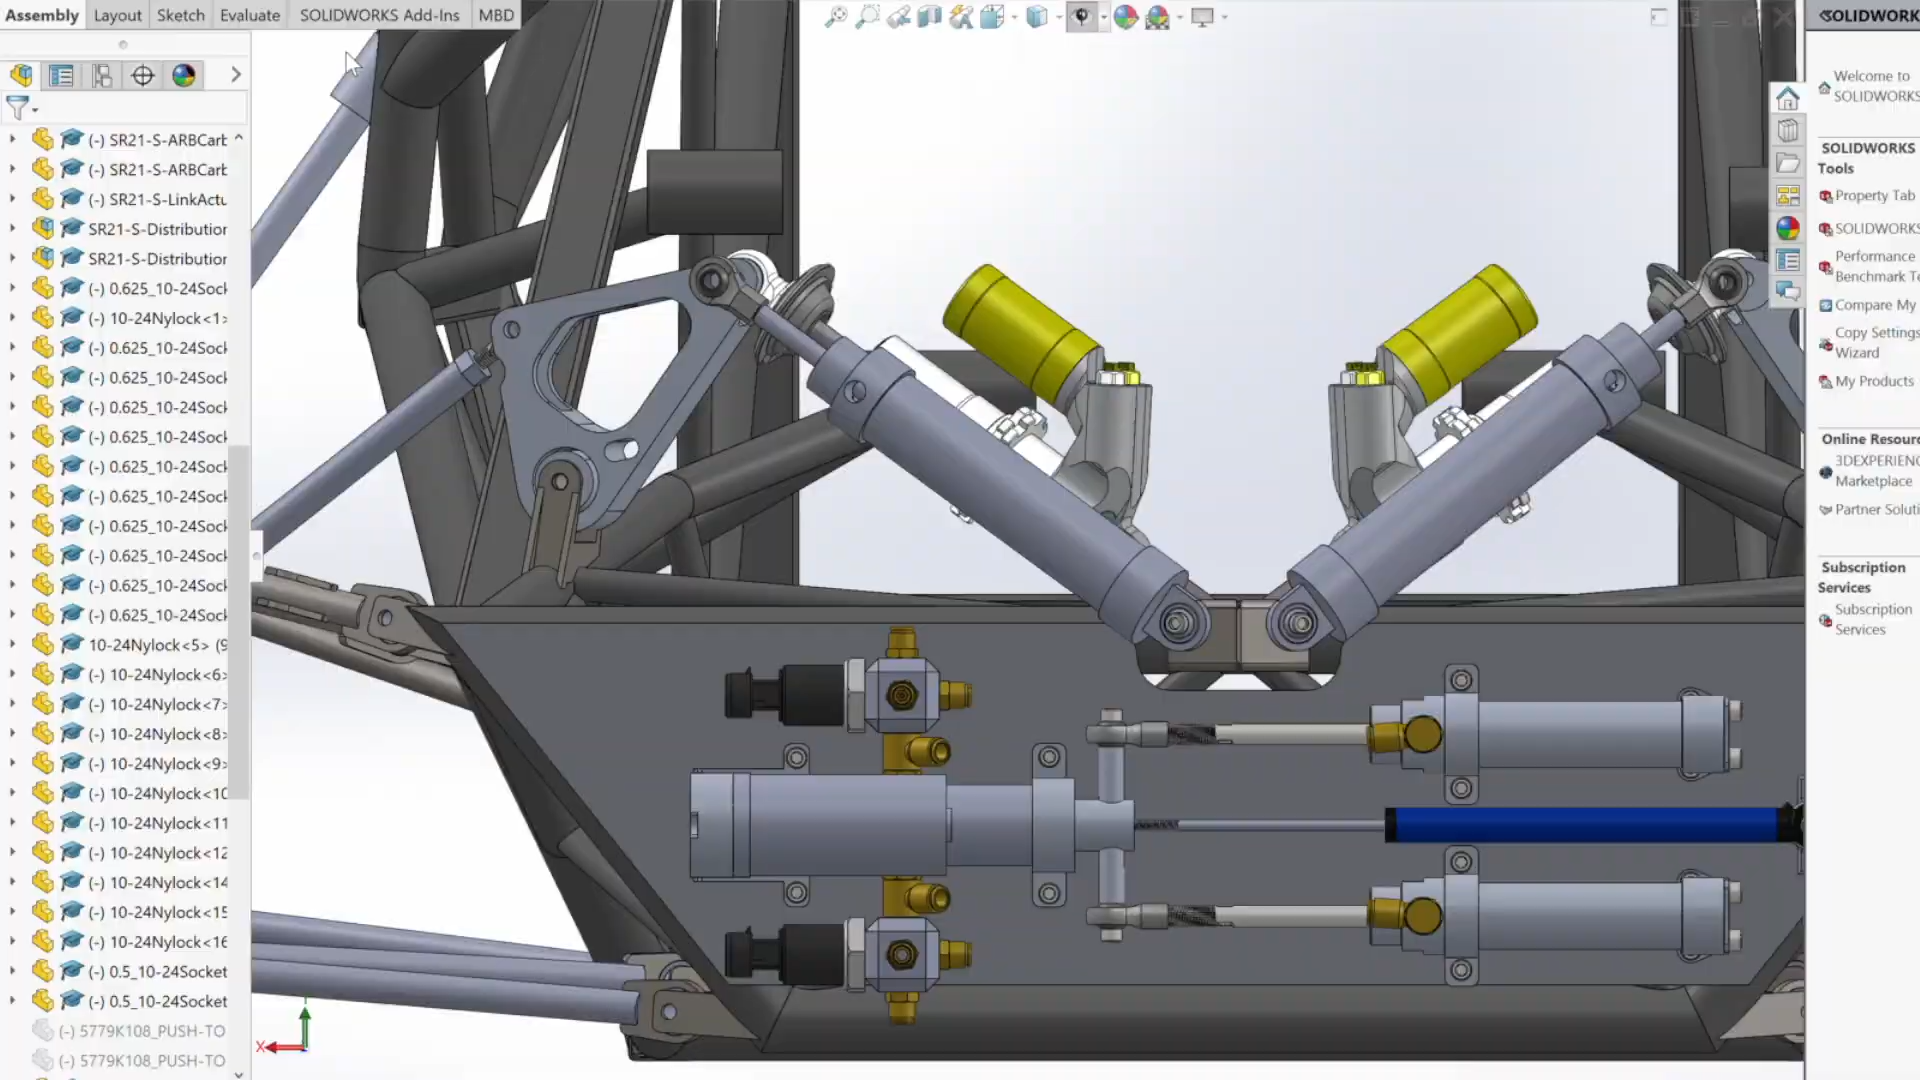 Assembly Layout Sketch Evaluate SOLIDWORKS Add-Ins MBD
(-) SR21-S-ARBCarb
(-) SR21-S-ARBCarb
(-) SR21-S-LinkActu
SR21-S-Distribution
SR21-S-Distribution
(-) 0.625_10-24Sock
(-) 10-24Nylock<1>
(-) 0.625_10-24Sock
(-) 0.625_10-24Sock
(-) 0.625_10-24Sock
(-) 0.625_10-24Sock
(-) 0.625_10-24Sock
(-) 0.625_10-24Sock
(-) 0.625_10-24Sock
(-) 0.625_10-24Sock
(-) 0.625_10-24Sock
(-) 0.625_10-24Sock
10-24Nylock<5> (9
(-) 10-24Nylock<6>
(-) 10-24Nylock<7>
(-) 10-24Nylock<8>
(-) 10-24Nylock<9>
(-) 10-24Nylock<10
(-) 10-24Nylock<11
(-) 10-24Nylock<12
(-) 10-24Nylock<14
(-) 10-24Nylock<15
(-) 10-24Nylock<16
(-) 0.5_10-24Socket
(-) 0.5_10-24Socket
(-) 5779K108_PUSH-TO
(-) 5779K108_PUSH-TO
X
SOLIDWORK
Welcome to
SOLIDWORKS
SOLIDWORKS
Tools
Property Tab
SOLIDWORKS
Performance
Benchmark Te
Compare My
Copy Settings
Wizard
My Products
Online Resourc
3DEXPERIENC
Marketplace
Partner Soluti
Subscription
Services
Subscription
Services